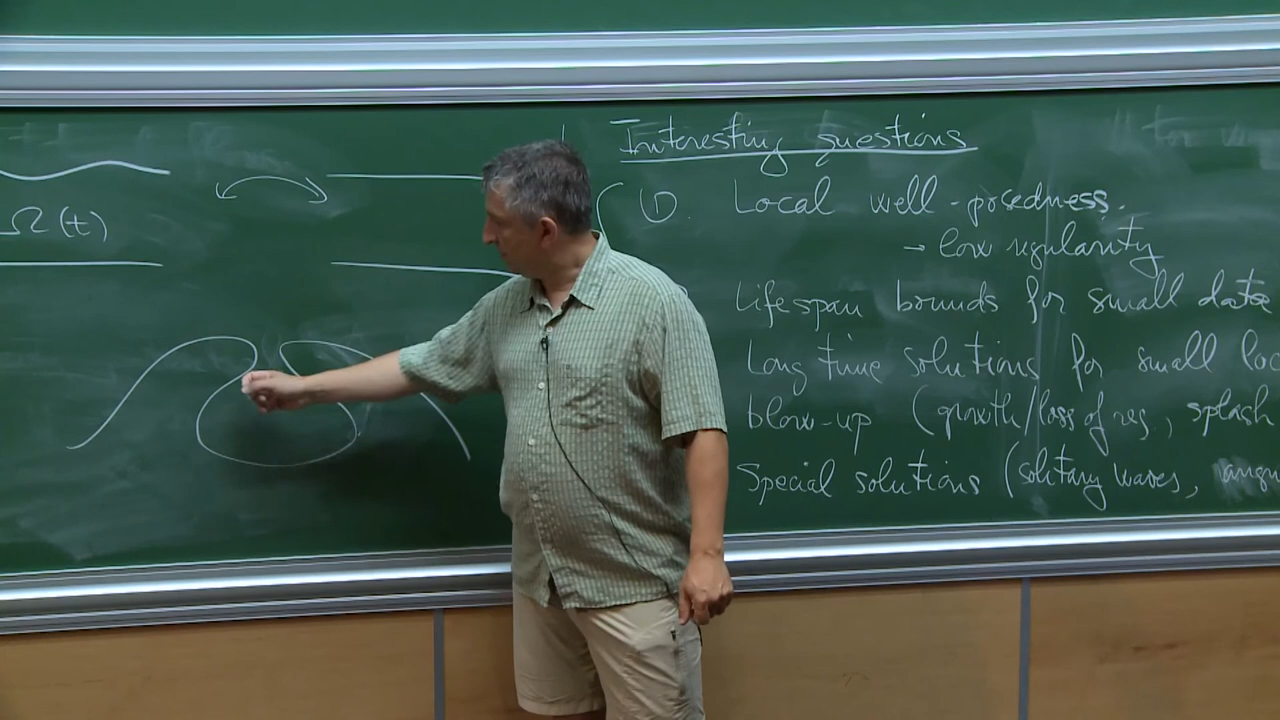 Ω(t)
Interesting questions
①. Local well-posedness.
→ low regularity
Lifespan bounds for small data
Long time solutions for small loc
blow-up (growth/loss of reg, splash
Special solutions (solitary waves,